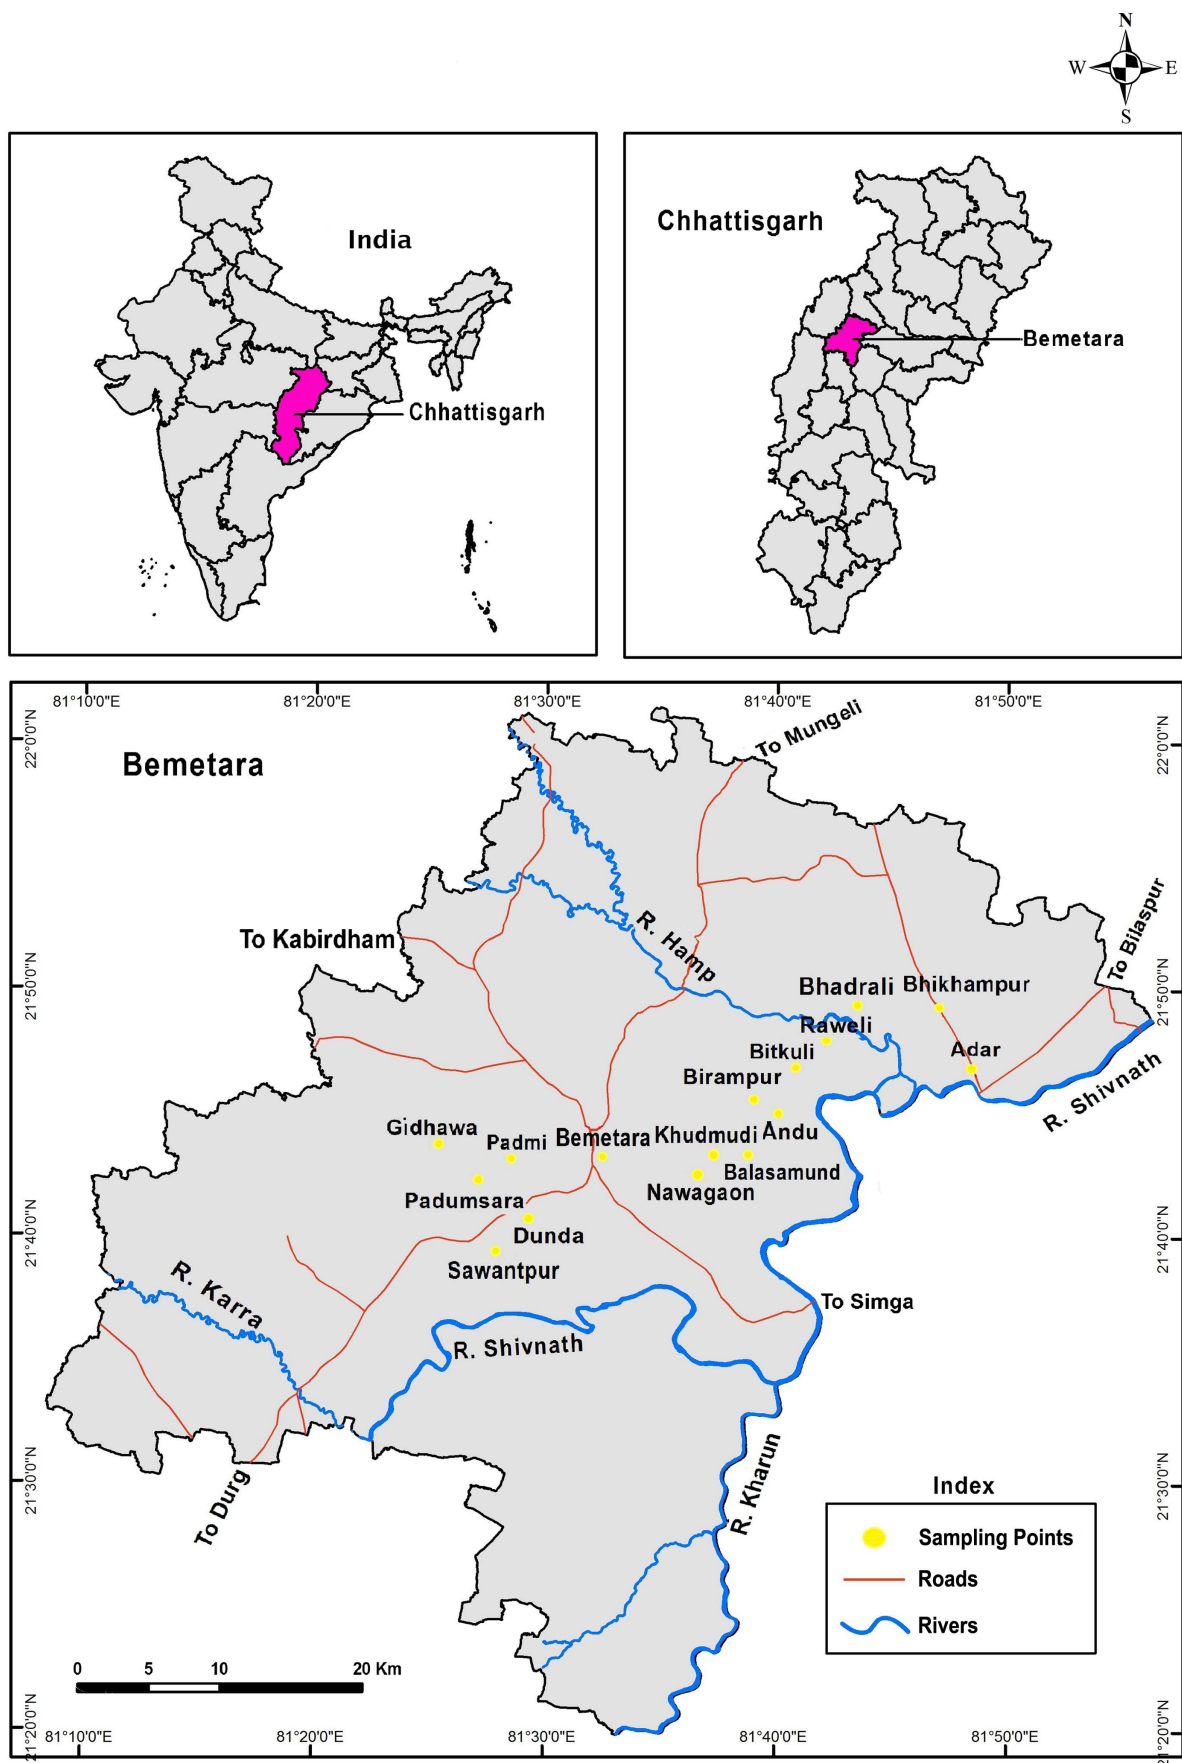 N
W E
S
India
Chhattisgarh
Chhattisgarh
Bemetara
81°10'0"E 81°20'0"E 81°30'0"E 81°40'0"E 81°50'0"E
22°0'0"N
21°50'0"N
21°40'0"N
21°30'0"N
21°20'0"N
22°0'0"N
21°50'0"N
21°40'0"N
21°30'0"N
21°20'0"N
Bemetara
To Mungeli
To Kabirdham
To Bilaspur
R. Hamp
Bhadrali
Bhikhampur
Raweli
Bitkuli
Adar
Birampur
R. Shivnath
Gidhawa
Padmi
Bemetara
Khudmudi
Andu
Balasamund
Padumsara
Nawagaon
Dunda
Sawantpur
R. Karra
To Simga
R. Shivnath
R. Kharun
To Durg
Index
Sampling Points
Roads
Rivers
0 5 10 20 Km
81°10'0"E 81°20'0"E 81°30'0"E 81°40'0"E 81°50'0"E